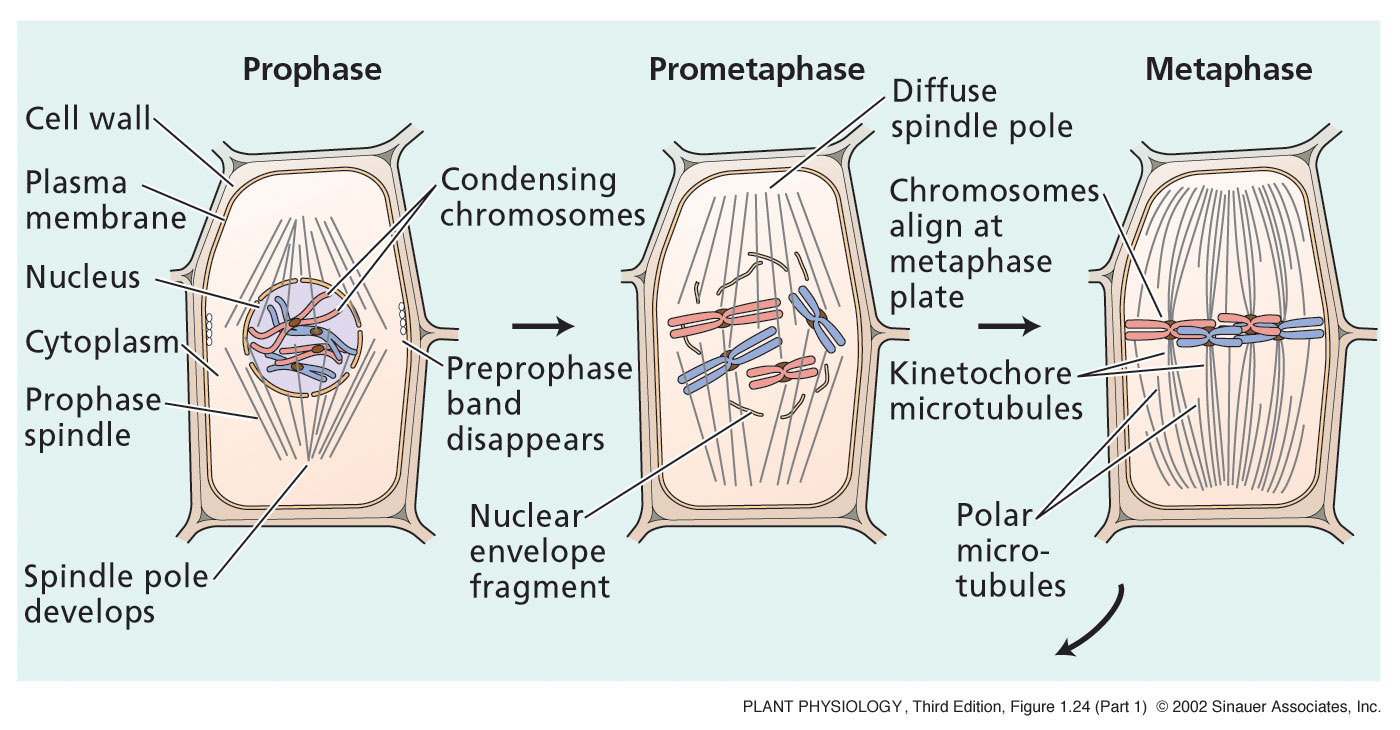 Prophase
Cell wall
Plasma
membrane
Nucleus
Cytoplasm
Prophase
spindle
Spindle pole
develops
Condensing
chromosomes
Preprophase
band
disappears
Prometaphase
Diffuse
spindle pole
Nuclear
envelope
fragment
Metaphase
Chromosomes
align at
metaphase
plate
Kinetochore
microtubules
Polar
micro-
tubules
PLANT PHYSIOLOGY, Third Edition, Figure 1.24 (Part 1) © 2002 Sinauer Associates, Inc.